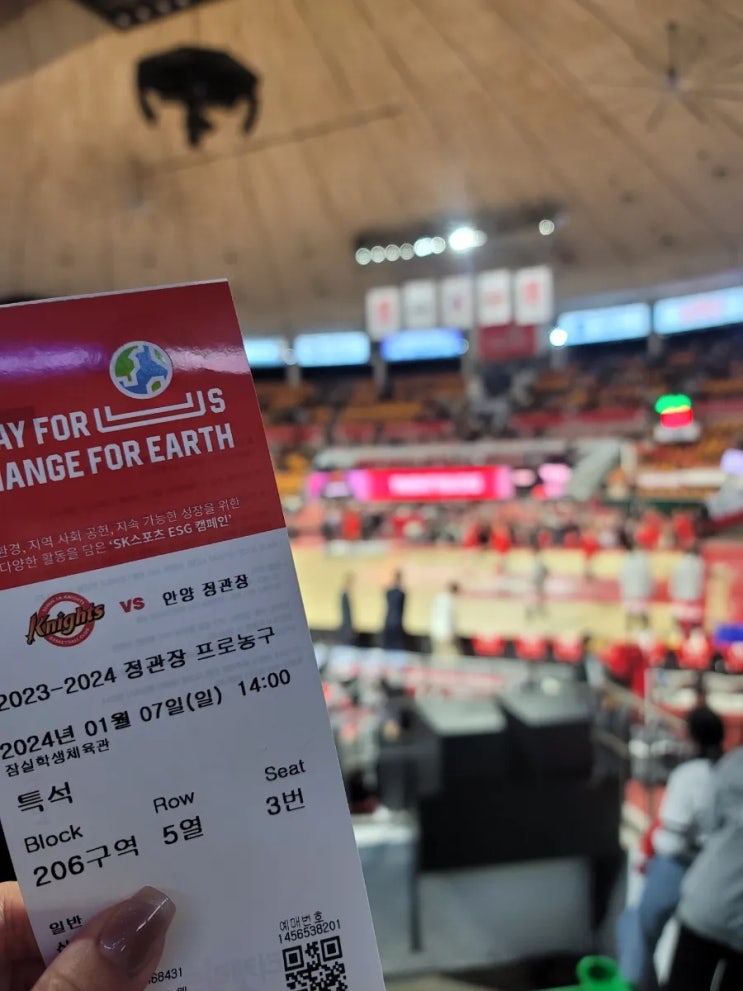 AY FOR US
HANGE FOR EARTH
환경, 지역 사회 공헌, 지속 가능한 성장을 위한
다양한 활동을 담은 'SK스포츠 ESG 캠페인'
Knights VS 안양 정관장
2023-2024 정관장 프로농구
2024년 01월 07일(일) 14:00
잠실학생체육관
특석
Block Row Seat
206구역 5열 3번
일반
예매번호
1456538201
68431